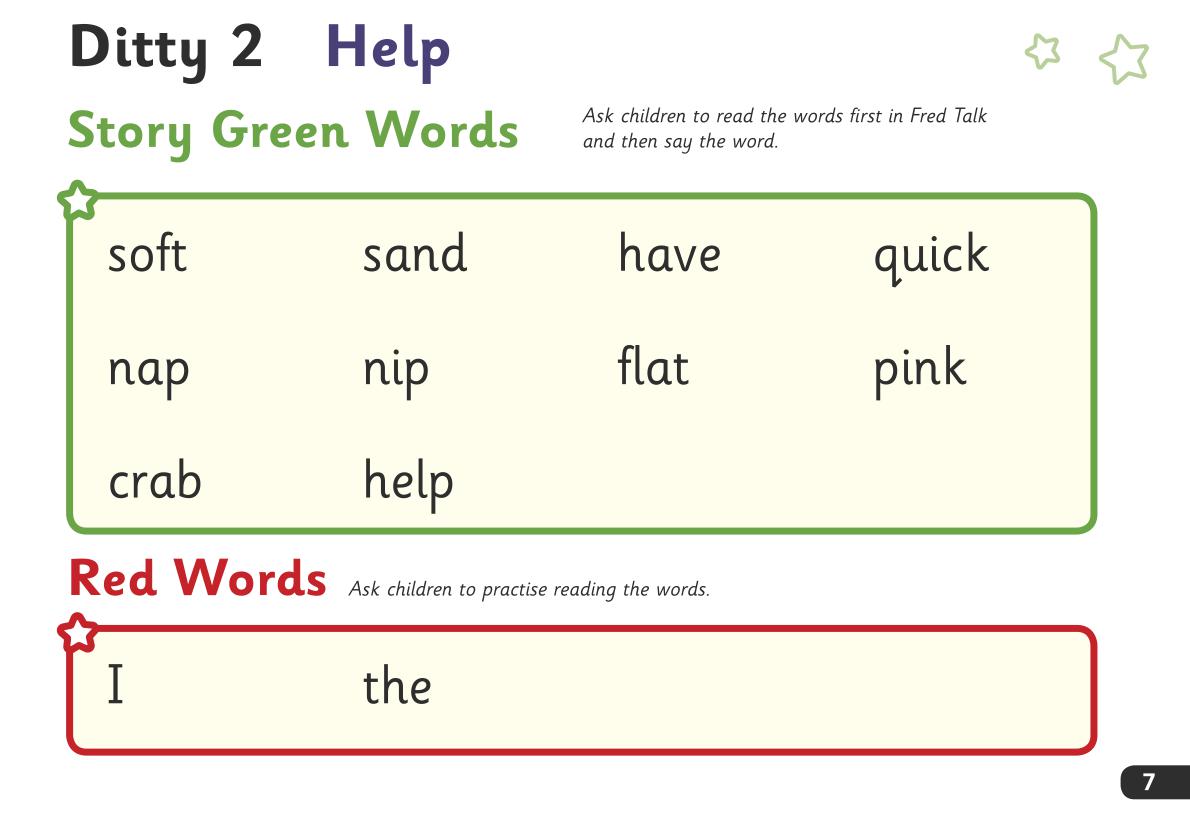 Ditty 2 Help
Story Green Words
Ask children to read the words first in Fred Talk
and then say the word.
soft sand have quick
nap nip flat pink
crab help
Red Words Ask children to practise reading the words.
I the
7